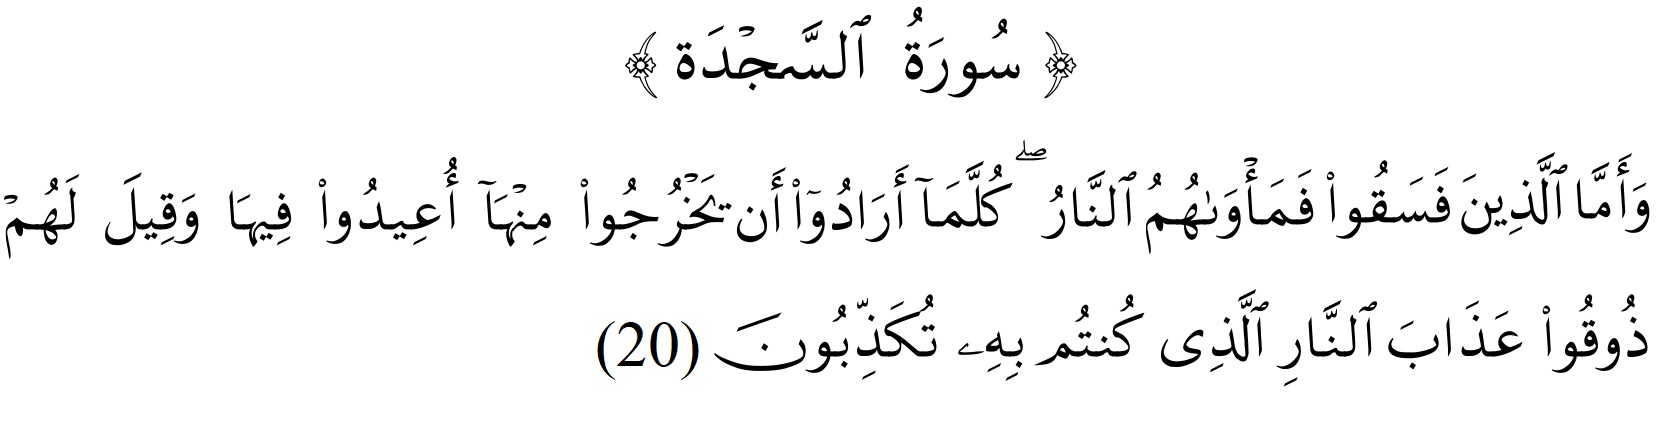 ﴿ سُورَةُ ٱلسَّجْدَة ﴾
وَأَمَّا ٱلَّذِينَ فَسَقُوا۟ فَمَأْوَىٰهُمُ ٱلنَّارُ ۖ كُلَّمَآ أَرَادُوٓا۟ أَن يَخْرُجُوا۟ مِنْهَآ أُعِيدُوا۟ فِيهَا وَقِيلَ لَهُمْ
ذُوقُوا۟ عَذَابَ ٱلنَّارِ ٱلَّذِى كُنتُم بِهِۦ تُكَذِّبُونَ (20)